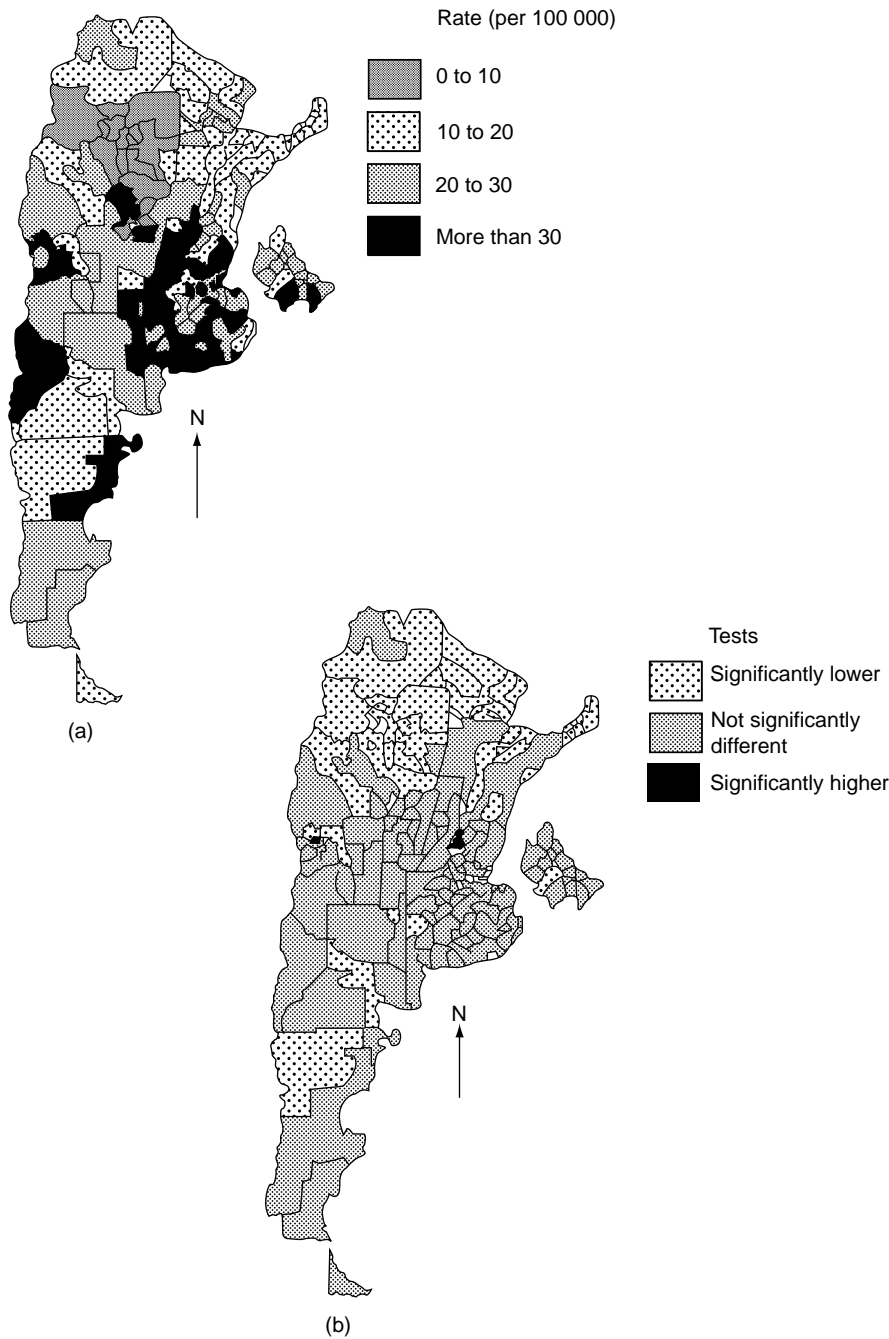 Rate (per 100 000)
0 to 10
10 to 20
20 to 30
More than 30
N
(a)
Tests
Significantly lower
Not significantly
different
Significantly higher
N
(b)